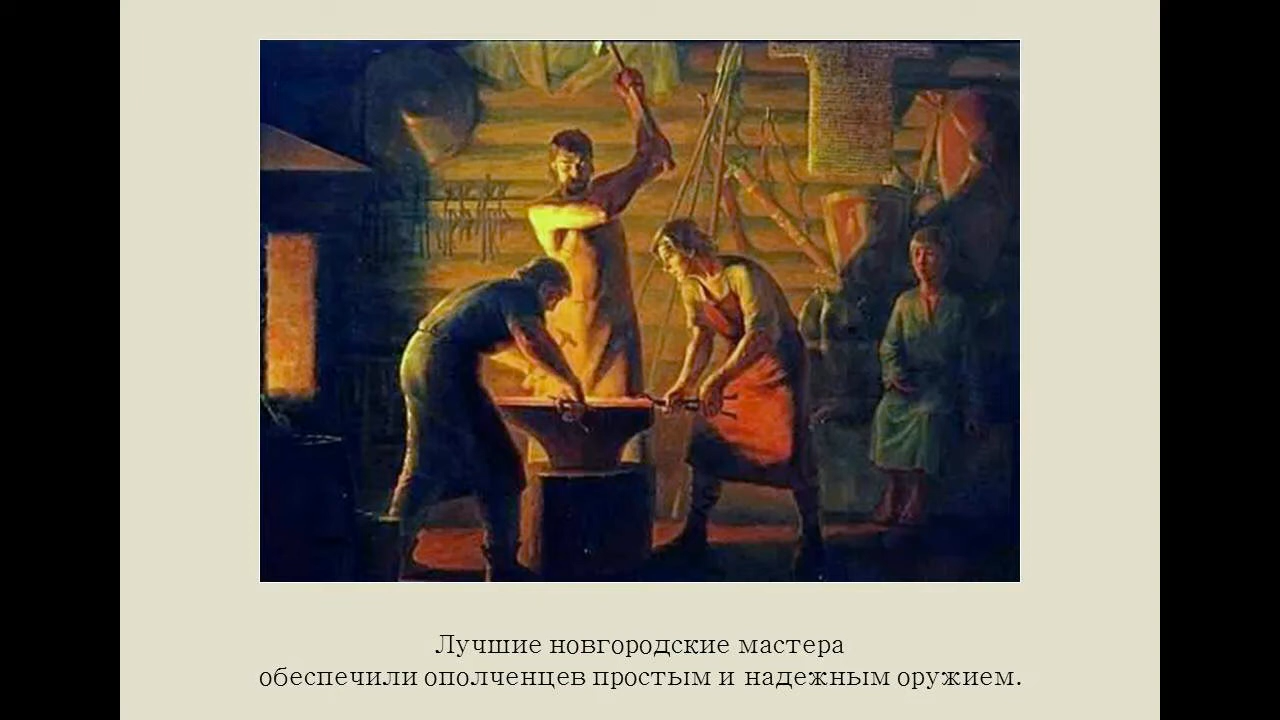 Лучшие новгородские мастера
обеспечили ополченцев простым и надежным оружием.